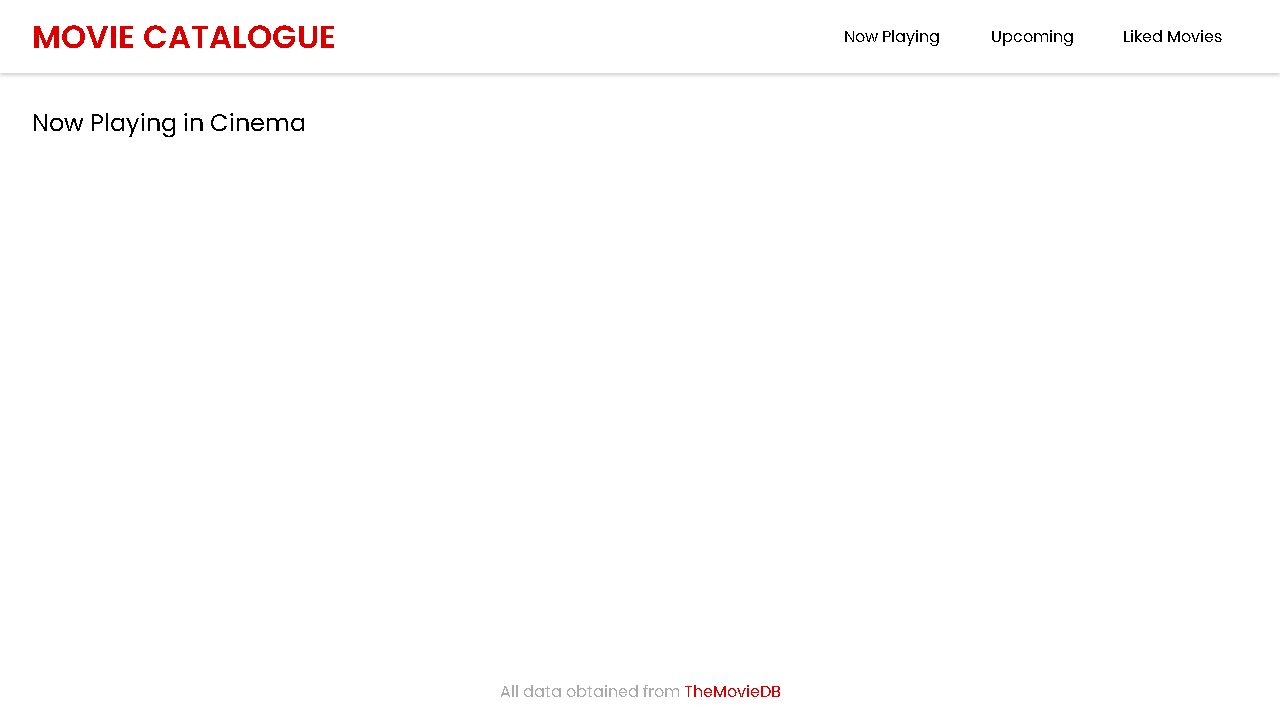 MOVIE CATALOGUE
Now Playing
Upcoming
Liked Movies
Now Playing in Cinema
All data obtained from TheMovieDB